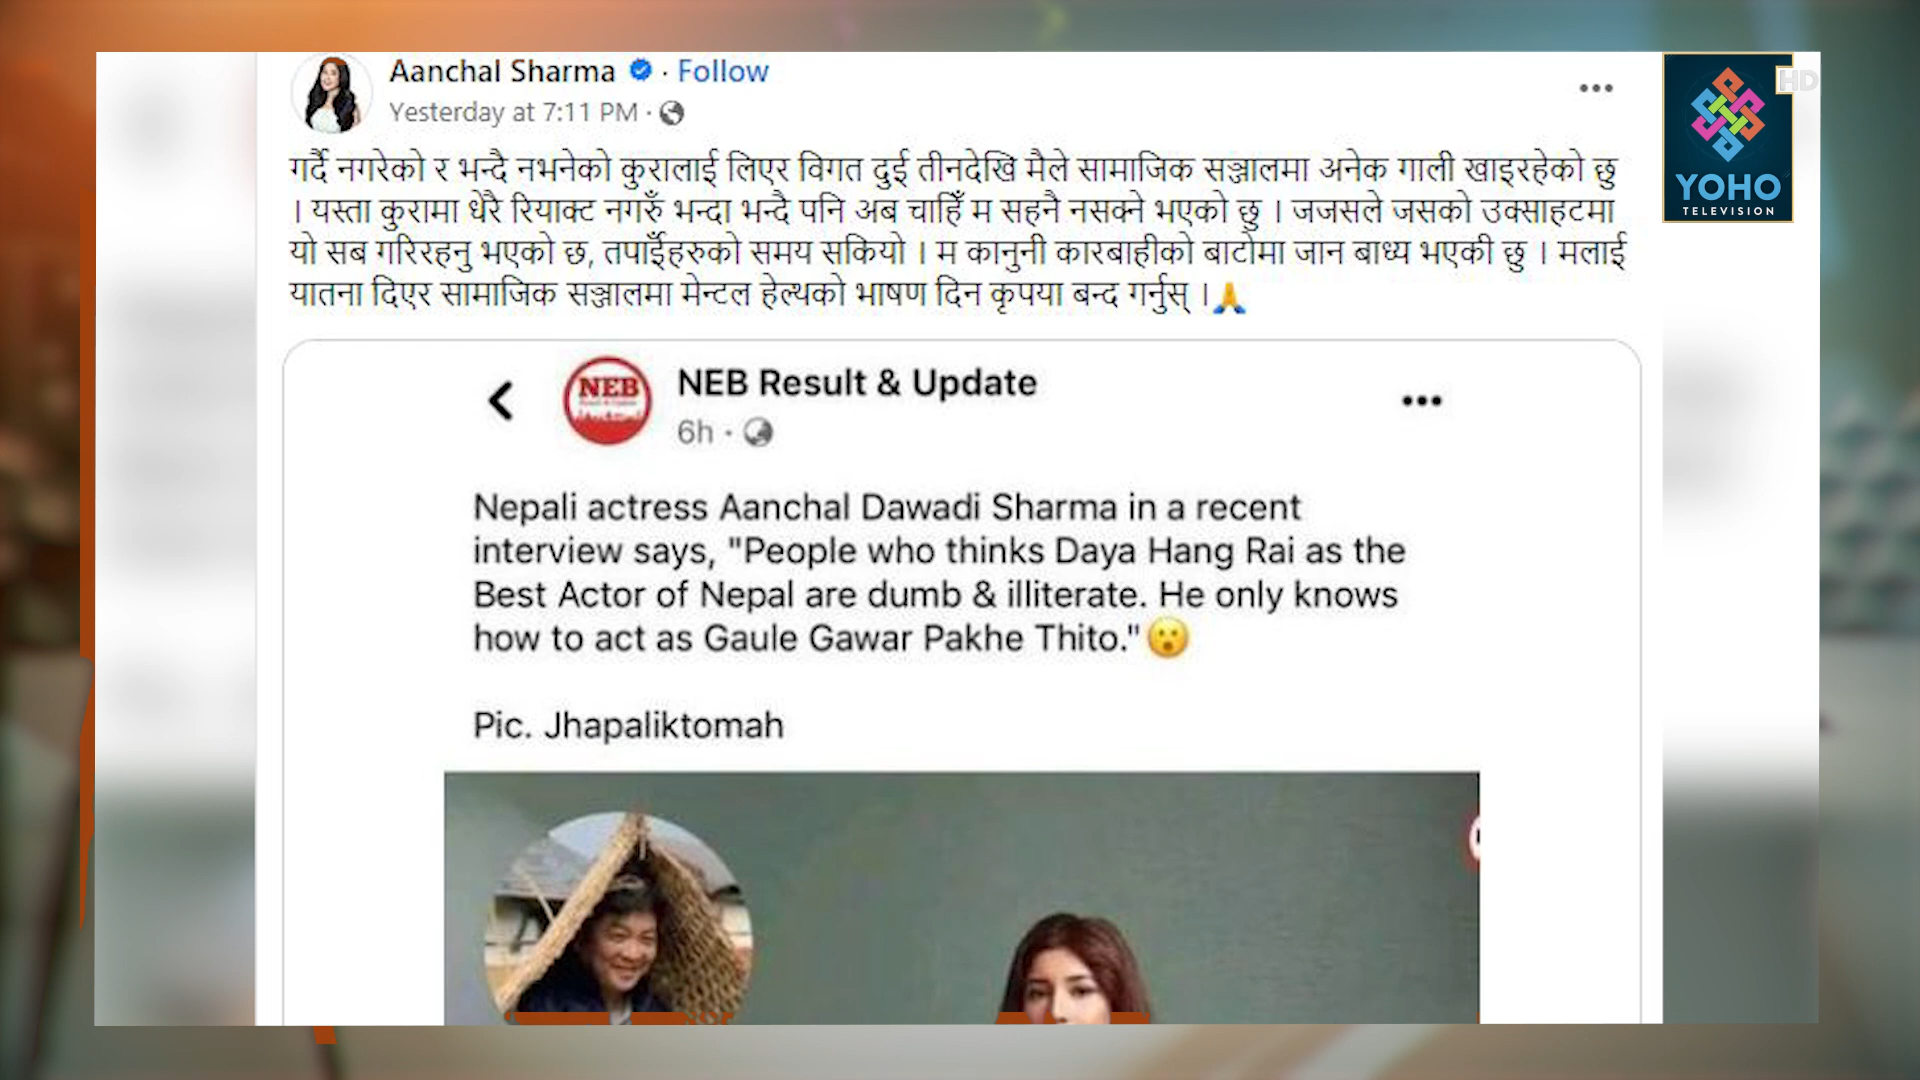 Aanchal Sharma · Follow
Yesterday at 7:11 PM ·
HD
YOHO
TELEVISION
गर्दै नगरेको र भन्दै नभनेको कुरालाई लिएर विगत दुई तीनदेखि मैले सामाजिक सञ्जालमा अनेक गाली खाइरहेको छु
। यस्ता कुरामा धेरै रियाक्ट नगरुँ भन्दा भन्दै पनि अब चाहिँ म सहनै नसक्ने भएको छु । जजसले जसको उक्साहटमा
यो सब गरिरहनु भएको छ, तपाईँहरुको समय सकियो । म कानुनी कारबाहीको बाटोमा जान बाध्य भएकी छु । मलाई
यातना दिएर सामाजिक सञ्जालमा मेन्टल हेल्थको भाषण दिन कृपया बन्द गर्नुस् ।🙏
NEB
NEB Result & Update
6h ·
Nepali actress Aanchal Dawadi Sharma in a recent
interview says, "People who thinks Daya Hang Rai as the
Best Actor of Nepal are dumb & illiterate. He only knows
how to act as Gaule Gawar Pakhe Thito."😮
Pic. Jhapaliktomah